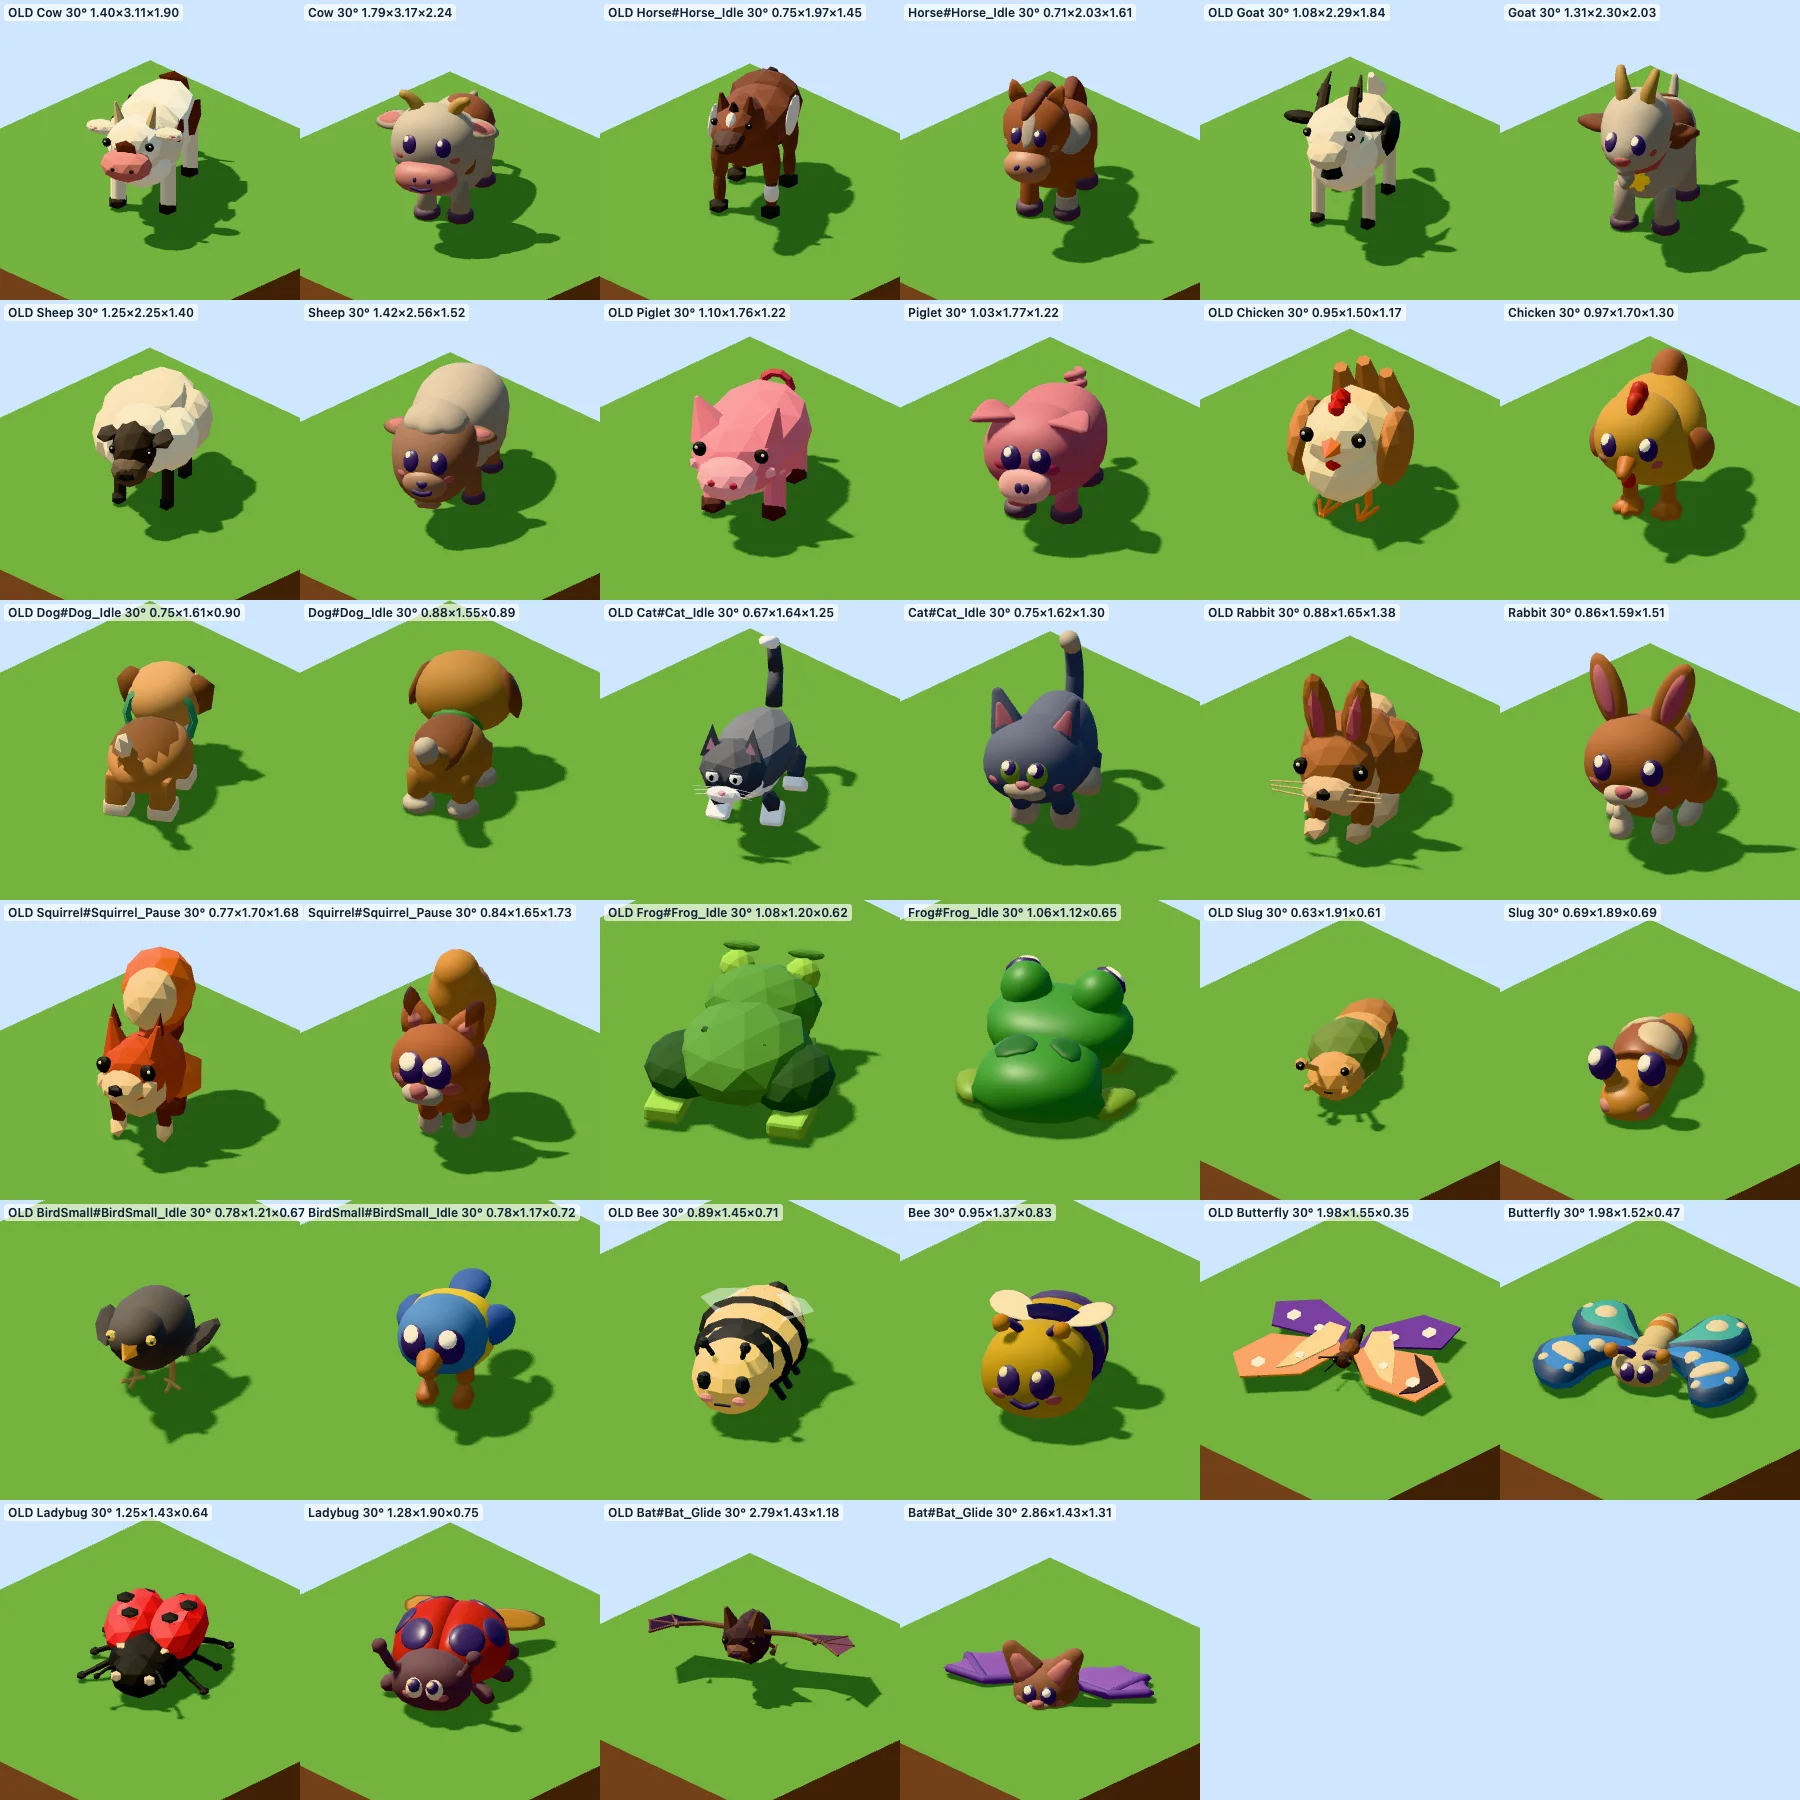 OLD Cow 30° 1.40×3.11×1.90
Cow 30° 1.79×3.17×2.24
OLD Horse#Horse_Idle 30° 0.75×1.97×1.45
Horse#Horse_Idle 30° 0.71×2.03×1.61
OLD Goat 30° 1.08×2.29×1.84
Goat 30° 1.31×2.30×2.03
OLD Sheep 30° 1.25×2.25×1.40
Sheep 30° 1.42×2.56×1.52
OLD Piglet 30° 1.10×1.76×1.22
Piglet 30° 1.03×1.77×1.22
OLD Chicken 30° 0.95×1.50×1.17
Chicken 30° 0.97×1.70×1.30
OLD Dog#Dog_Idle 30° 0.75×1.61×0.90
Dog#Dog_Idle 30° 0.88×1.55×0.89
OLD Cat#Cat_Idle 30° 0.67×1.64×1.25
Cat#Cat_Idle 30° 0.75×1.62×1.30
OLD Rabbit 30° 0.88×1.65×1.38
Rabbit 30° 0.86×1.59×1.51
OLD Squirrel#Squirrel_Pause 30° 0.77×1.70×1.68
Squirrel#Squirrel_Pause 30° 0.84×1.65×1.73
OLD Frog#Frog_Idle 30° 1.08×1.20×0.62
Frog#Frog_Idle 30° 1.06×1.12×0.65
OLD Slug 30° 0.63×1.91×0.61
Slug 30° 0.69×1.89×0.69
OLD BirdSmall#BirdSmall_Idle 30° 0.78×1.21×0.67
BirdSmall#BirdSmall_Idle 30° 0.78×1.17×0.72
OLD Bee 30° 0.89×1.45×0.71
Bee 30° 0.95×1.37×0.83
OLD Butterfly 30° 1.98×1.55×0.35
Butterfly 30° 1.98×1.52×0.47
OLD Ladybug 30° 1.25×1.43×0.64
Ladybug 30° 1.28×1.90×0.75
OLD Bat#Bat_Glide 30° 2.79×1.43×1.18
Bat#Bat_Glide 30° 2.86×1.43×1.31